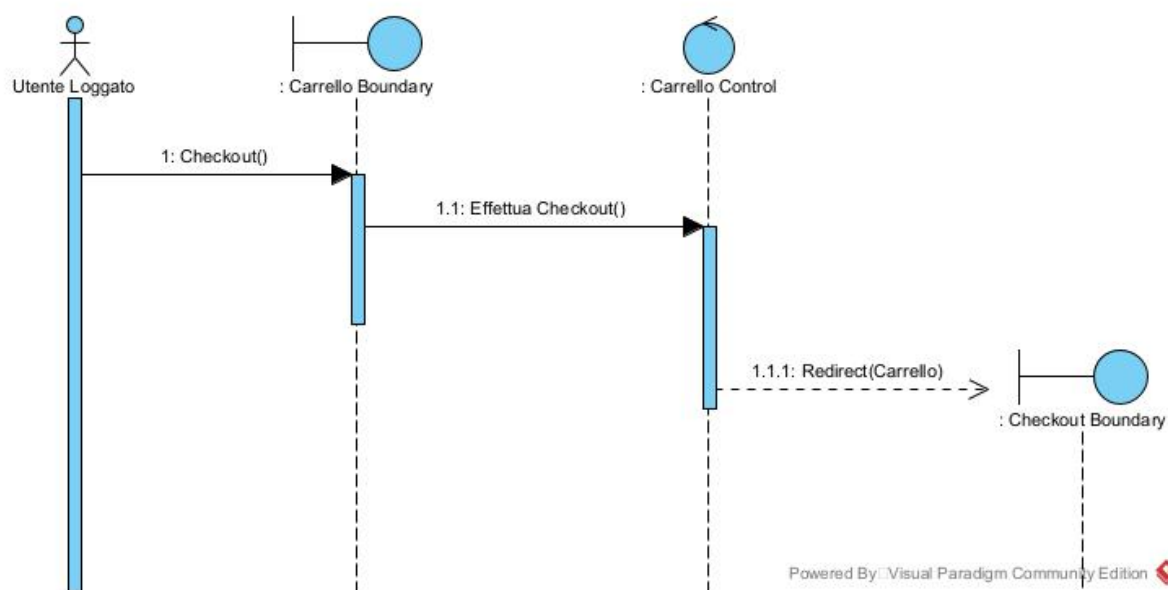 Utente Loggato
: Carrello Boundary
: Carrello Control
1: Checkout()
1.1: Effettua Checkout()
1.1.1: Redirect(Carrello)
: Checkout Boundary
Powered By Visual Paradigm Community Edition